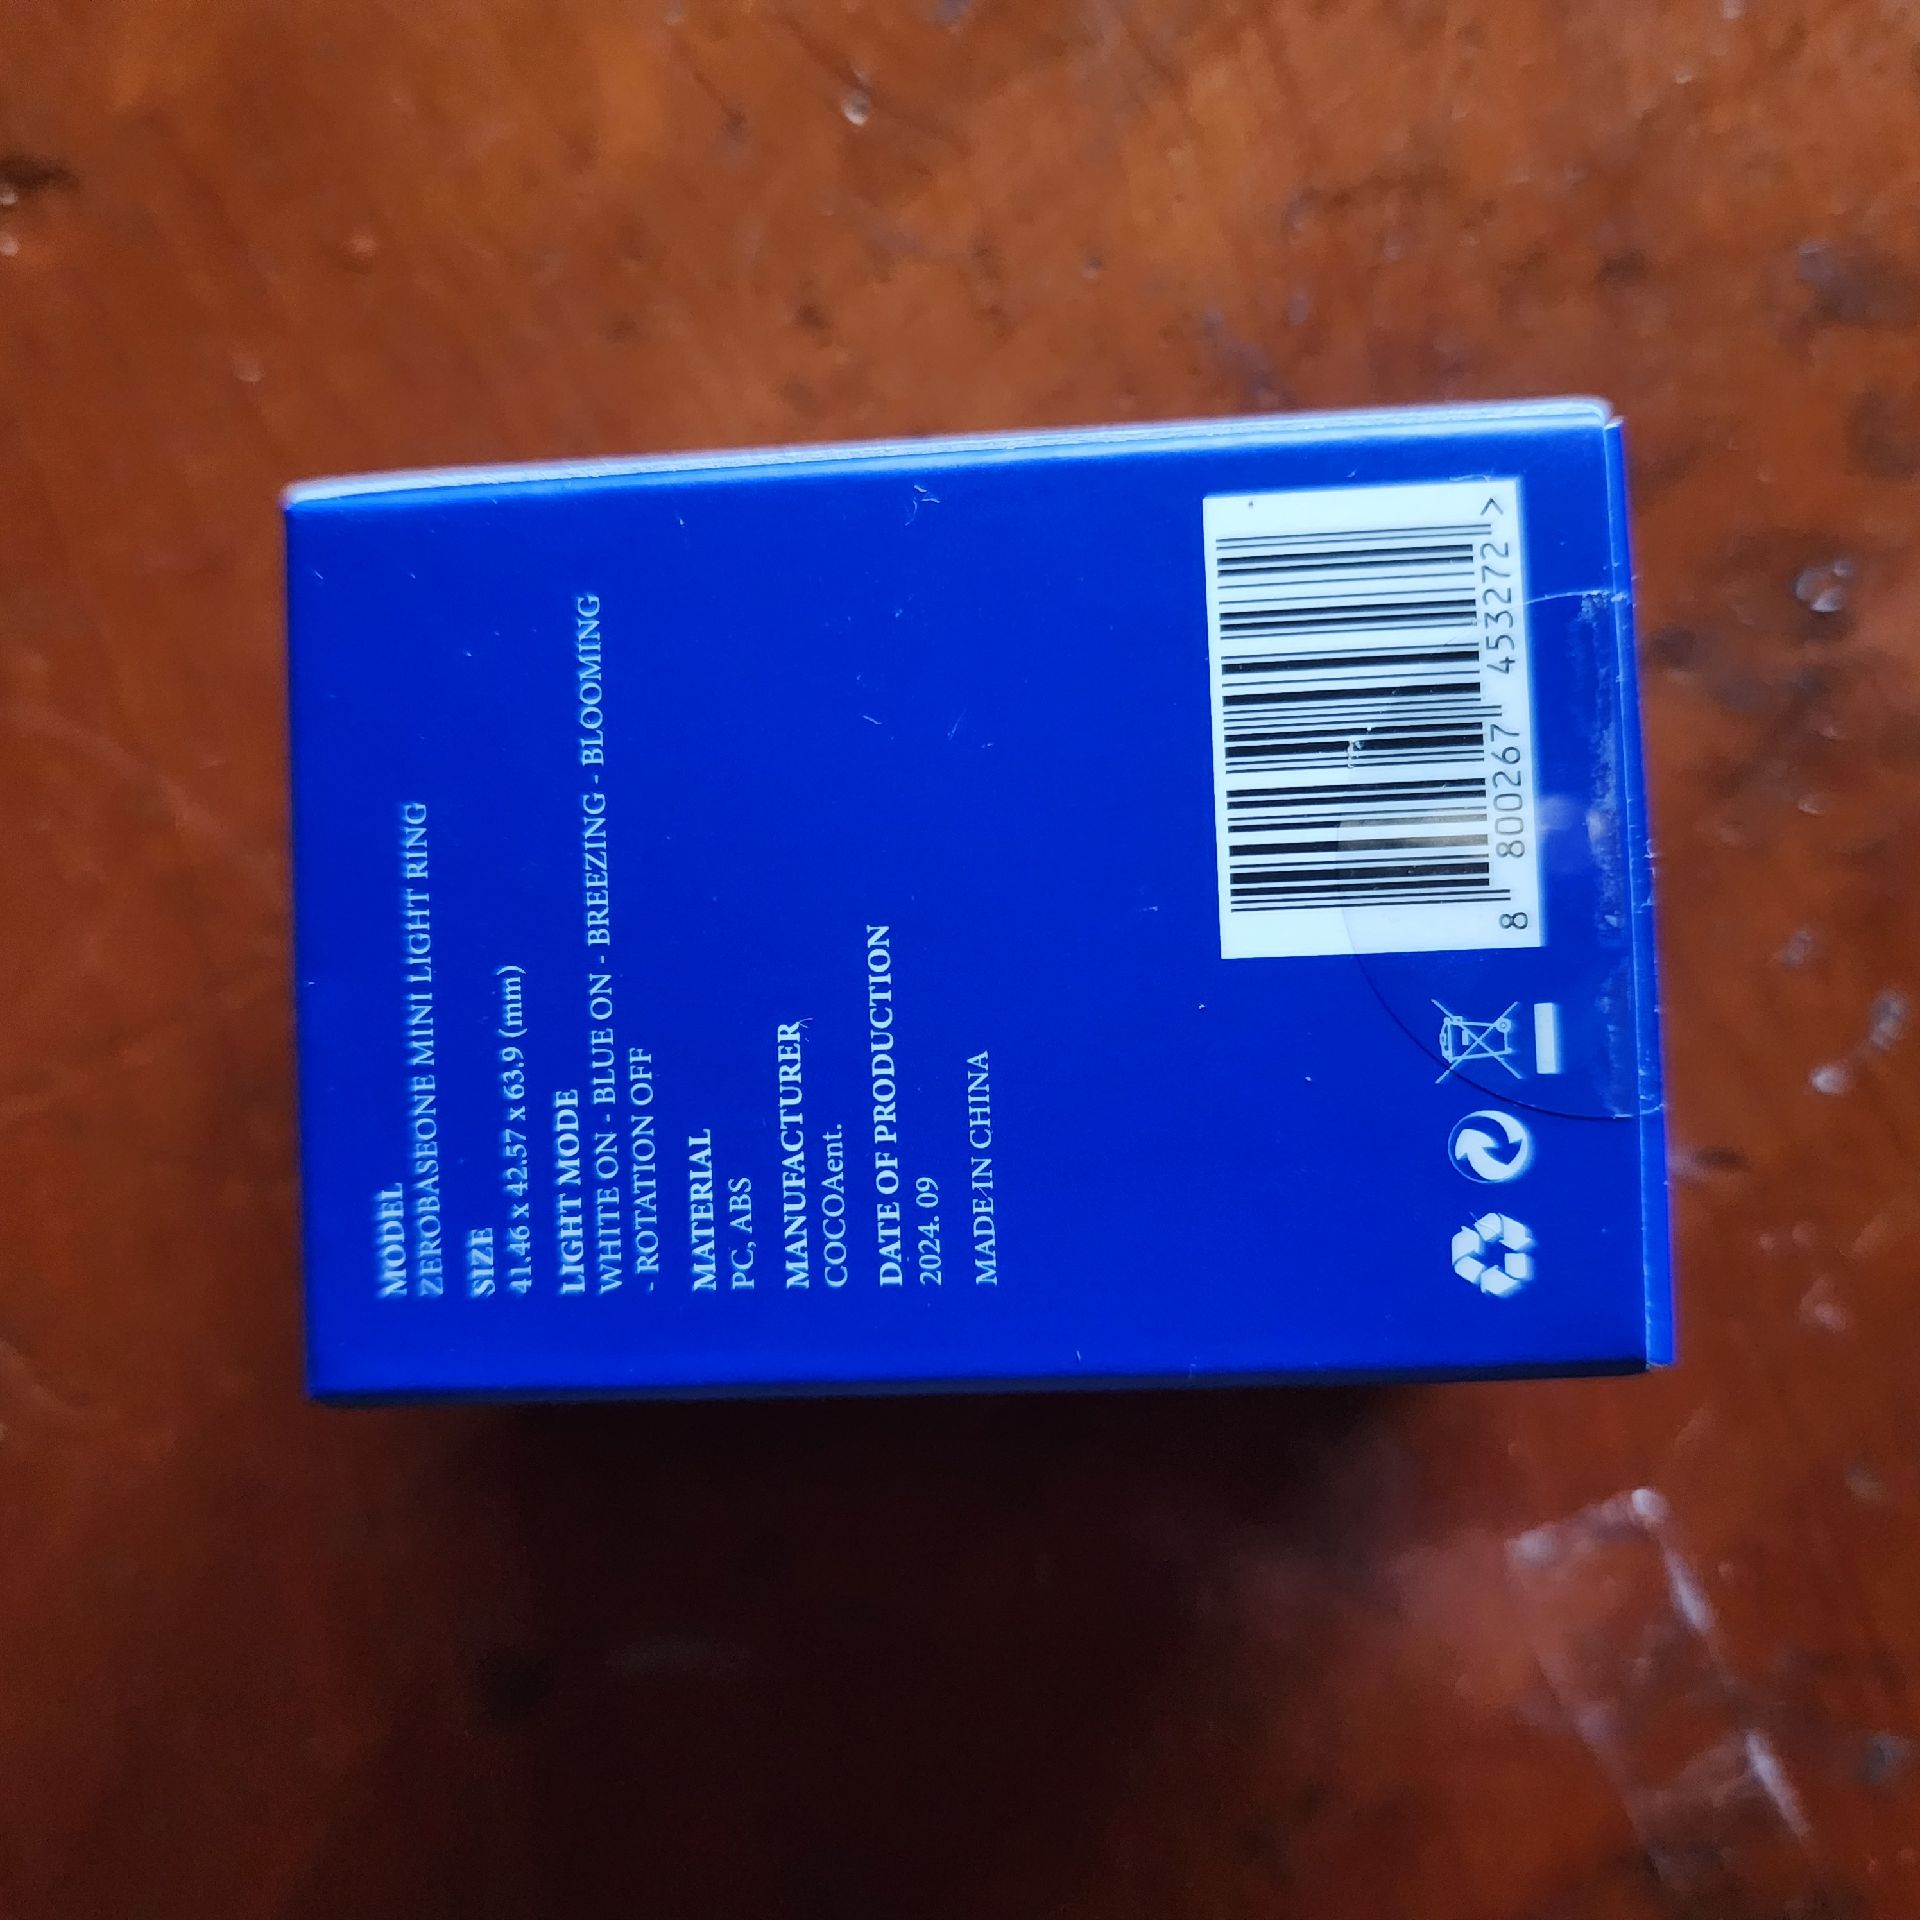 MODEL
ZEROBASEONE MINI LIGHT RING
SIZE
41.46 x 42.57 x 63.9 (mm)
LIGHT MODE
WHITE ON - BLUE ON - BREEZING - BLOOMING
- ROTATION OFF
MATERIAL
PC, ABS
MANUFACTURER
COCOAent.
DATE OF PRODUCTION
2024. 09
MADE IN CHINA
8 800267 453272 >